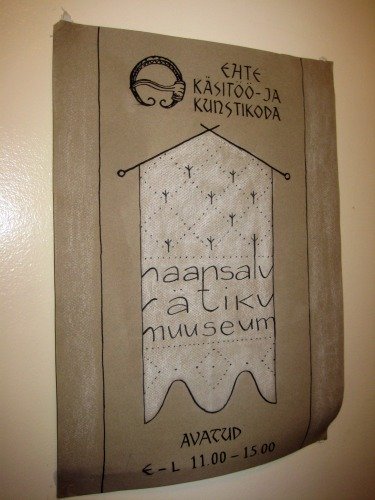 EHTE
KÄSITÖÖ-JA
KUNSTIKODA
haapsalu
rätiku
muuseum
AVATUD
E-L 11.00-15.00